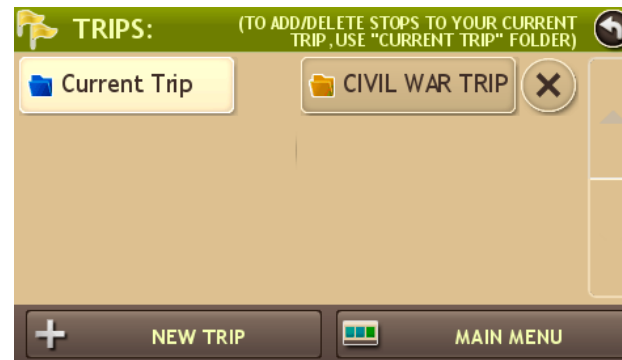 TRIPS:
(TO ADD/DELETE STOPS TO YOUR CURRENT
TRIP, USE "CURRENT TRIP" FOLDER)
Current Trip
CIVIL WAR TRIP
NEW TRIP
MAIN MENU